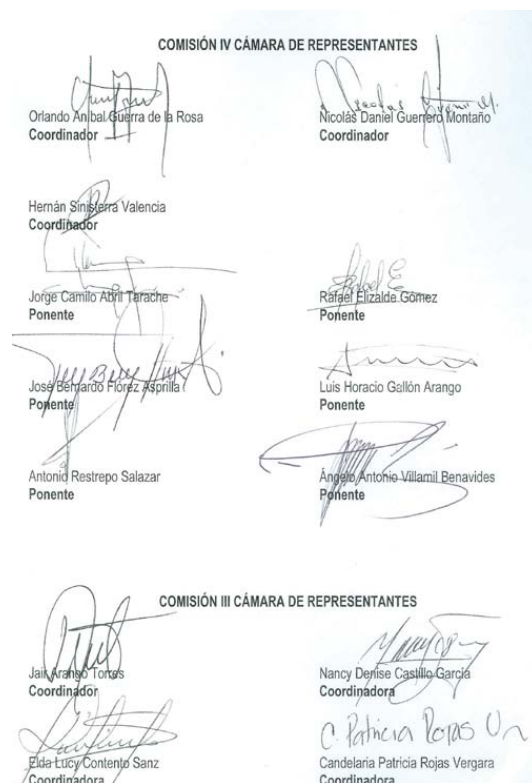 COMISIÓN IV CÁMARA DE REPRESENTANTES
Orlando Aníbal Guerra de la Rosa
Coordinador
Nicolás Daniel Guerrero Montaño
Coordinador
Hernán Sinisterra Valencia
Coordinador
Jorge Camilo Abril Tarache
Ponente
Rafael E
Rafael Elizalde Gómez
Ponente
José Bernardo Flórez Asprilla
Ponente
Luis Horacio Gallón Arango
Ponente
Antonio Restrepo Salazar
Ponente
Ángelo Antonio Villamil Benavides
Ponente
COMISIÓN III CÁMARA DE REPRESENTANTES
Jair Arango Torres
Coordinador
Nancy Denise Castillo García
Coordinadora
C. Patricia Rojas V
Elda Lucy Contento Sanz
Coordinadora
Candelaria Patricia Rojas Vergara
Coordinadora